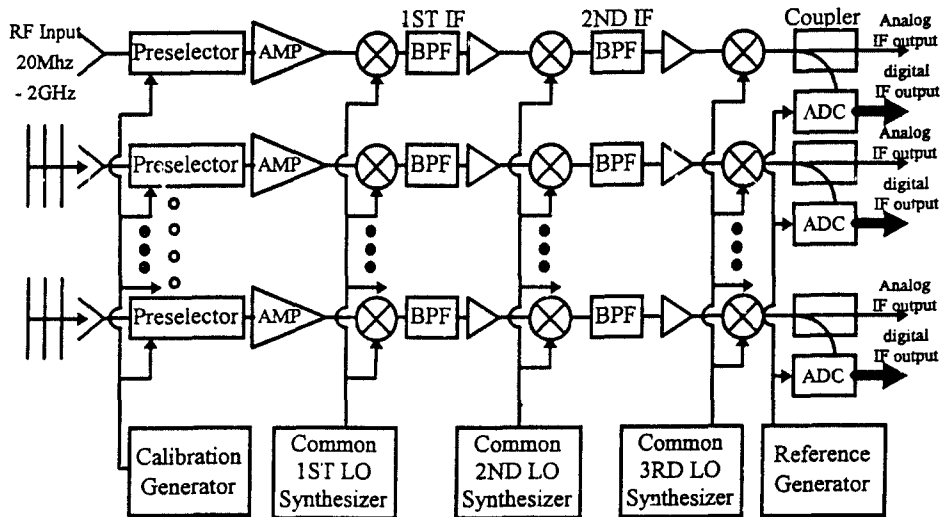 1ST IF
2ND IF
Coupler
RF Input
20Mhz
- 2GHz
Preselector
AMP
BPF
BPF
Analog
IF output
digital
IF output
ADC
Preselector
AMP
BPF
BPF
Analog
IF output
digital
IF output
ADC
Preselector
AMP
BPF
BPF
Analog
IF output
digital
IF output
ADC
Calibration
Generator
Common
1ST LO
Synthesizer
Common
2ND LO
Synthesizer
Common
3RD LO
Synthesizer
Reference
Generator